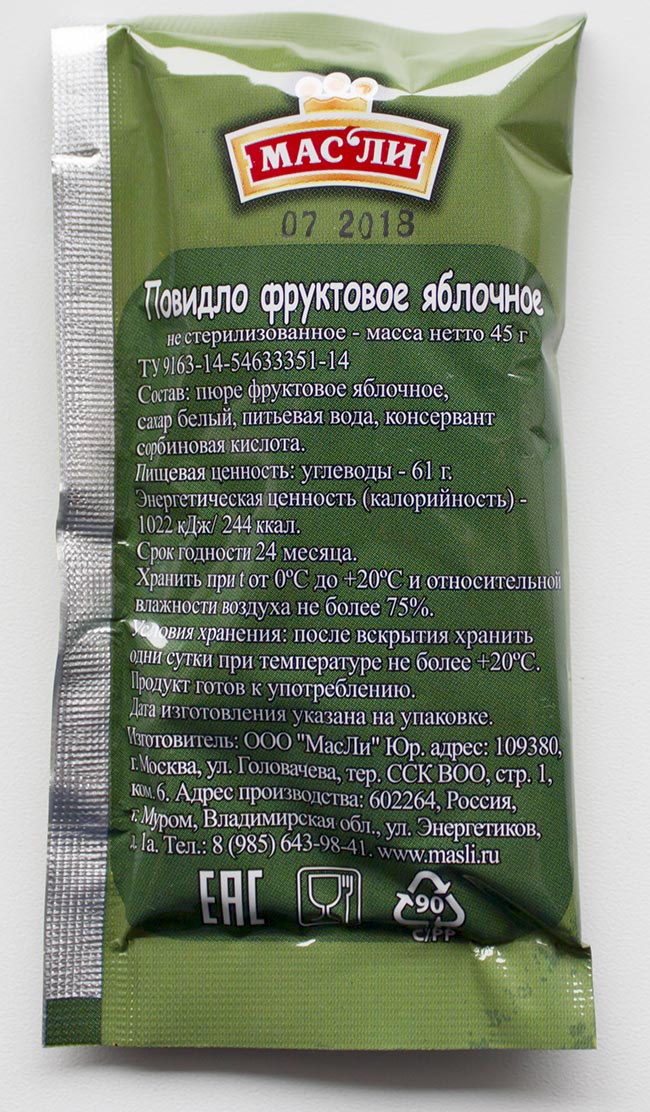 МАС'ЛИ
07 2018
Повидло фруктовое яблочное
не стерилизованное - масса нетто 45 г
ТУ 9163-14-54633351-14
Состав: пюре фруктовое яблочное,
сахар белый, питьевая вода, консервант
сорбиновая кислота.
Пищевая ценность: углеводы - 61 г.
Энергетическая ценность (калорийность) -
1022 кДж/ 244 ккал.
Срок годности 24 месяца.
Хранить при t от 0ºС до +20ºС и относительной
влажности воздуха не более 75%.
Условия хранения: после вскрытия хранить
одни сутки при температуре не более +20ºС.
Продукт готов к употреблению.
Дата изготовления указана на упаковке.
Изготовитель: ООО "МасЛи" Юр. адрес: 109380,
г.Москва, ул. Головачева, тер. ССК ВОО, стр. 1,
ком. 6. Адрес производства: 602264, Россия,
г. Муром, Владимирская обл., ул. Энергетиков,
д. 1а. Тел.: 8 (985) 643-98-41. www.masli.ru
ЕАС
90
C/PP